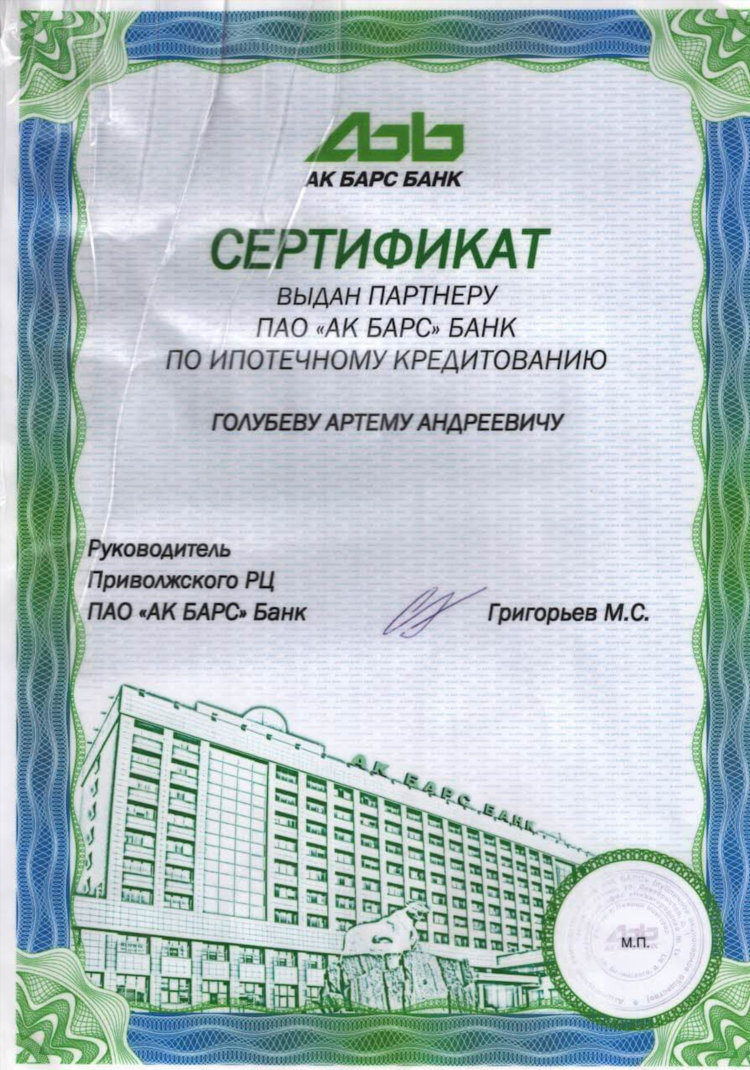 АК БАРС БАНК
СЕРТИФИКАТ
ВЫДАН ПАРТНЕРУ
ПАО «АК БАРС» БАНК
ПО ИПОТЕЧНОМУ КРЕДИТОВАНИЮ
ГОЛУБЕВУ АРТЕМУ АНДРЕЕВИЧУ
Руководитель
Приволжского РЦ
ПАО «АК БАРС» Банк
Григорьев М.С.
АК БАРС БАНК
М.П.